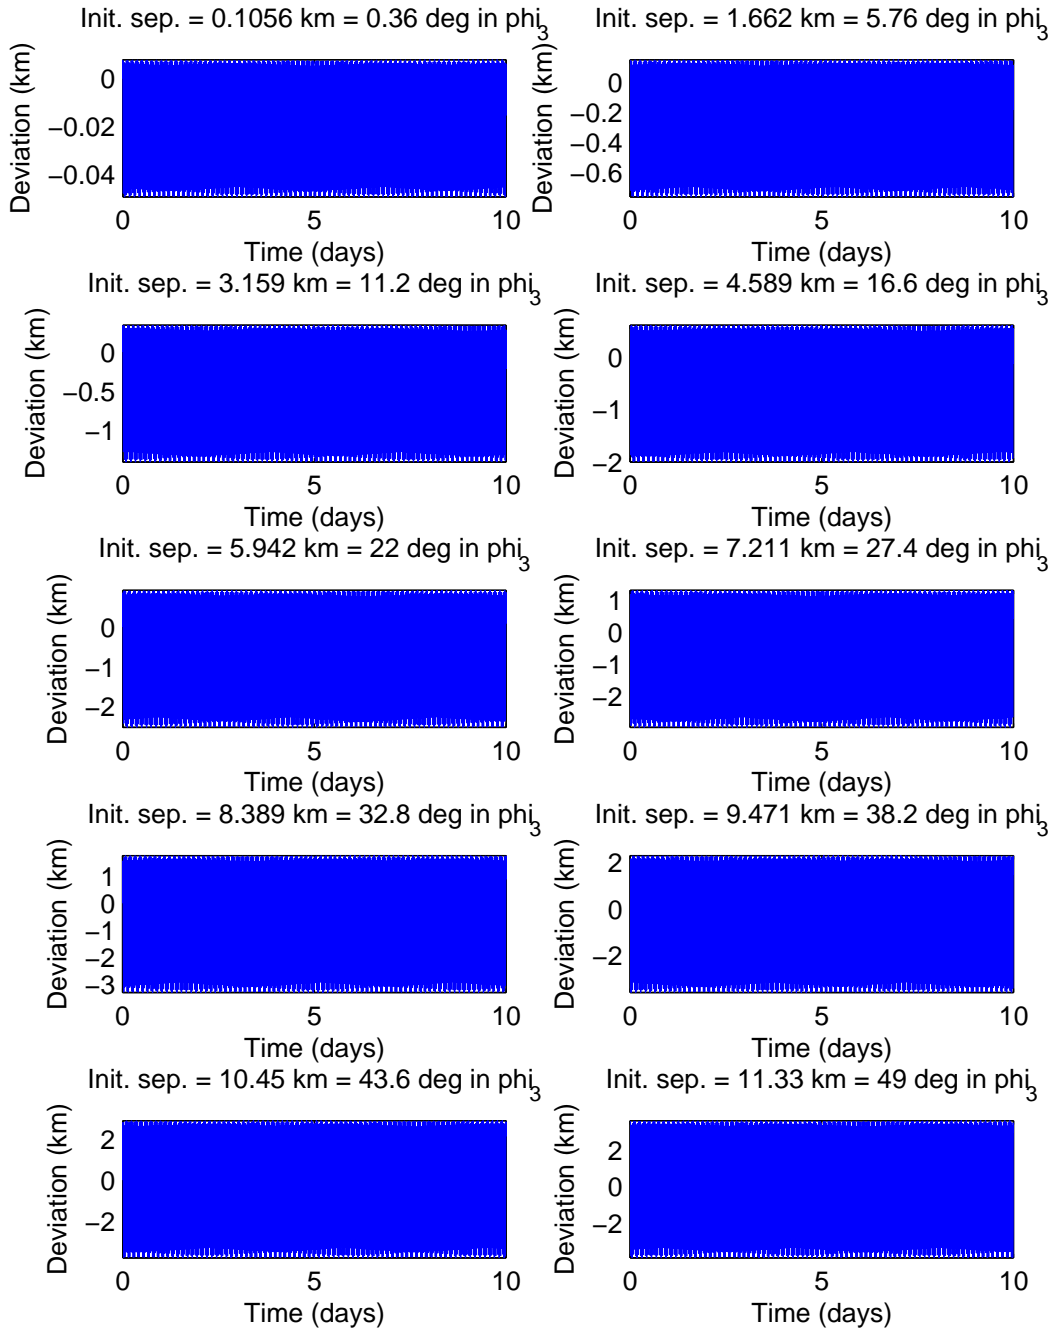 Init. sep. = 0.1056 km = 0.36 deg in phi_3
Deviation (km)
0
−0.02
−0.04
0
5
10
Time (days)
Init. sep. = 1.662 km = 5.76 deg in phi_3
Deviation (km)
0
−0.2
−0.4
−0.6
0
5
10
Time (days)
Init. sep. = 3.159 km = 11.2 deg in phi_3
Deviation (km)
0
−0.5
−1
0
5
10
Time (days)
Init. sep. = 4.589 km = 16.6 deg in phi_3
Deviation (km)
0
−1
−2
0
5
10
Time (days)
Init. sep. = 5.942 km = 22 deg in phi_3
Deviation (km)
0
−1
−2
0
5
10
Time (days)
Init. sep. = 7.211 km = 27.4 deg in phi_3
Deviation (km)
1
0
−1
−2
0
5
10
Time (days)
Init. sep. = 8.389 km = 32.8 deg in phi_3
Deviation (km)
1
0
−1
−2
−3
0
5
10
Time (days)
Init. sep. = 9.471 km = 38.2 deg in phi_3
Deviation (km)
2
0
−2
0
5
10
Time (days)
Init. sep. = 10.45 km = 43.6 deg in phi_3
Deviation (km)
2
0
−2
0
5
10
Time (days)
Init. sep. = 11.33 km = 49 deg in phi_3
Deviation (km)
2
0
−2
0
5
10
Time (days)